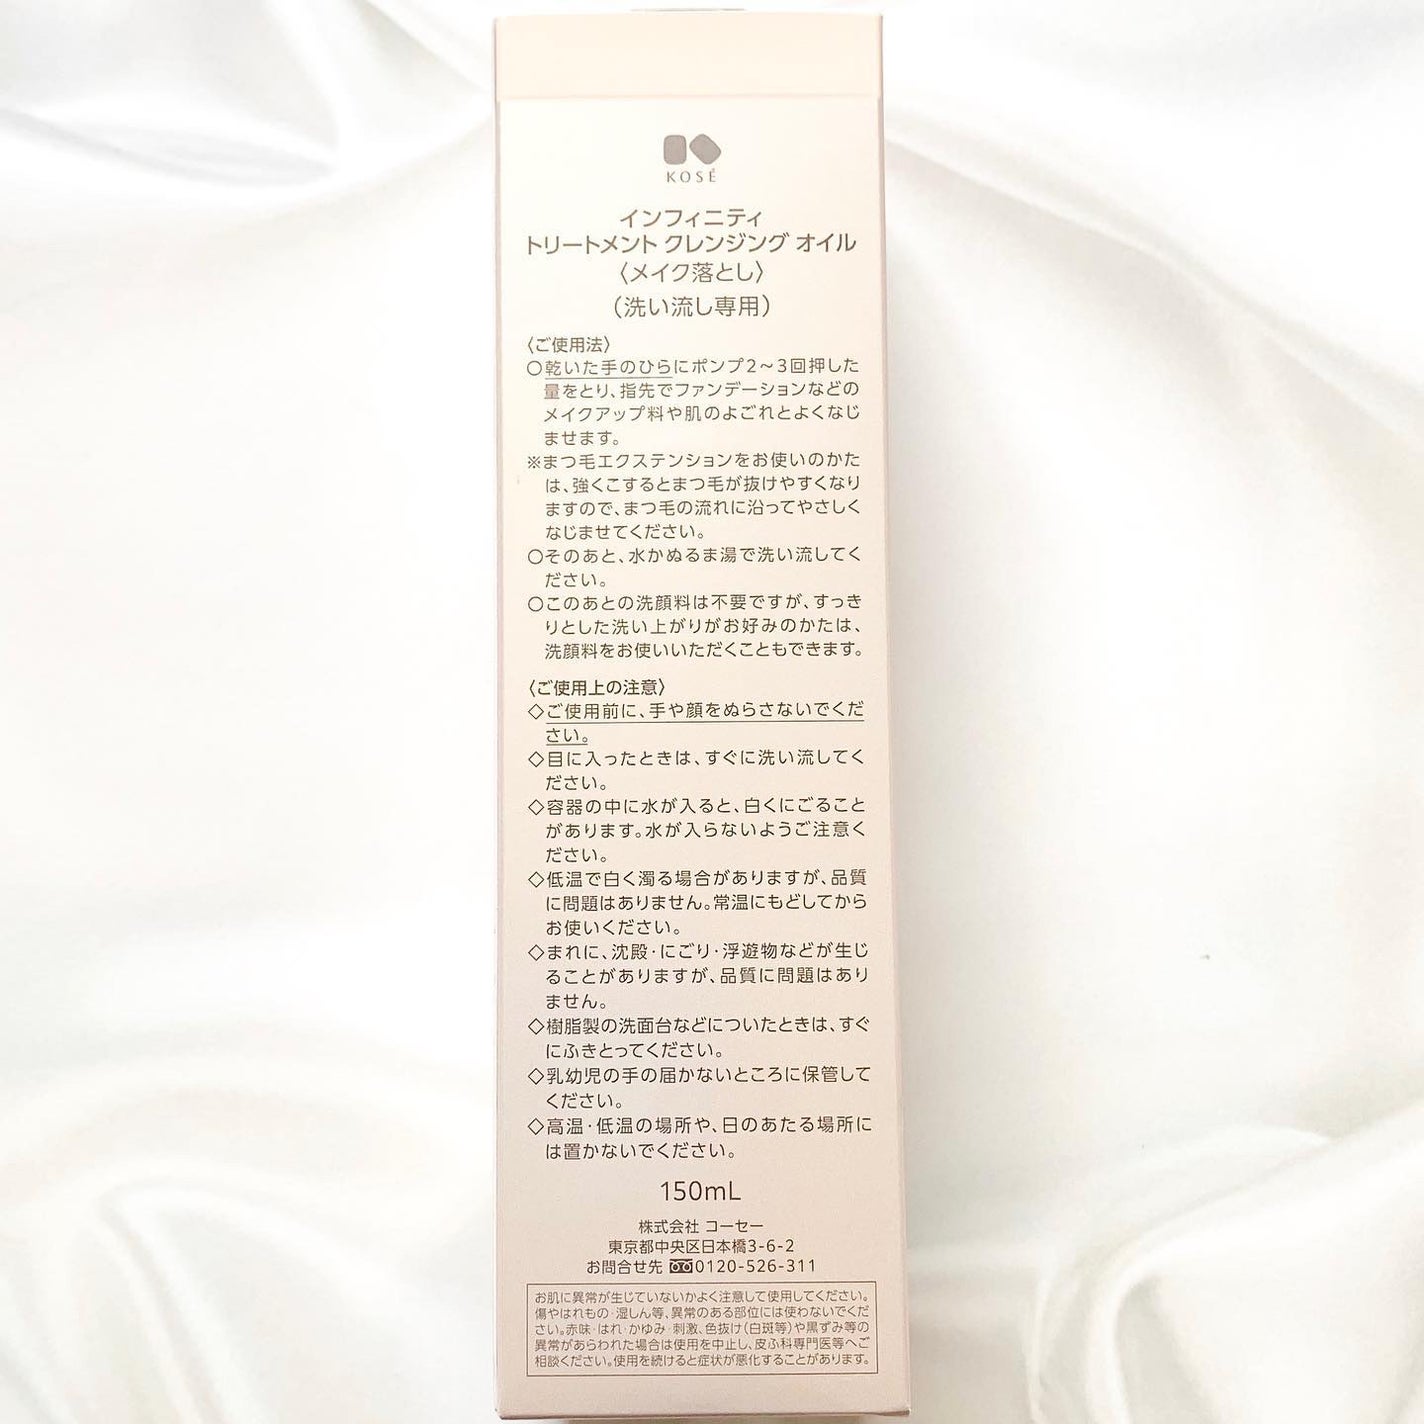 KOSÉ
インフィニティ
トリートメント クレンジング オイル
〈メイク落とし〉
（洗い流し専用）
〈ご使用法〉
○乾いた手のひらにポンプ2～3回押した
量をとり、指先でファンデーションなどの
メイクアップ料や肌のよごれとよくなじ
ませます。
※まつ毛エクステンションをお使いのかた
は、強くこするとまつ毛が抜けやすくなり
ますので、まつ毛の流れに沿ってやさしく
なじませてください。
○そのあと、水かぬるま湯で洗い流してく
ださい。
○このあとの洗顔料は不要ですが、すっき
りとした洗い上がりがお好みのかたは、
洗顔料をお使いいただくこともできます。
〈ご使用上の注意〉
◇ご使用前に、手や顔をぬらさないでくだ
さい。
◇目に入ったときは、すぐに洗い流してく
ださい。
◇容器の中に水が入ると、白くにごること
があります。水が入らないようご注意く
ださい。
◇低温で白く濁る場合がありますが、品質
に問題はありません。常温にもどしてから
お使いください。
◇まれに、沈殿・にごり・浮遊物などが生じ
ることがありますが、品質に問題はあり
ません。
◇樹脂製の洗面台などについたときは、すぐ
にふきとってください。
◇乳幼児の手の届かないところに保管して
ください。
◇高温・低温の場所や、日のあたる場所に
は置かないでください。
150mL
株式会社 コーセー
東京都中央区日本橋3-6-2
お問合せ先 0120-526-311
お肌に異常が生じていないかよく注意して使用してください。
傷やはれもの・湿しん等、異常のある部位には使わないでくだ
さい。赤味・はれ・かゆみ・刺激、色抜け（白斑等）や黒ずみ等の
異常があらわれた場合は使用を中止し、皮ふ科専門医等へご
相談ください。使用を続けると症状が悪化することがあります。